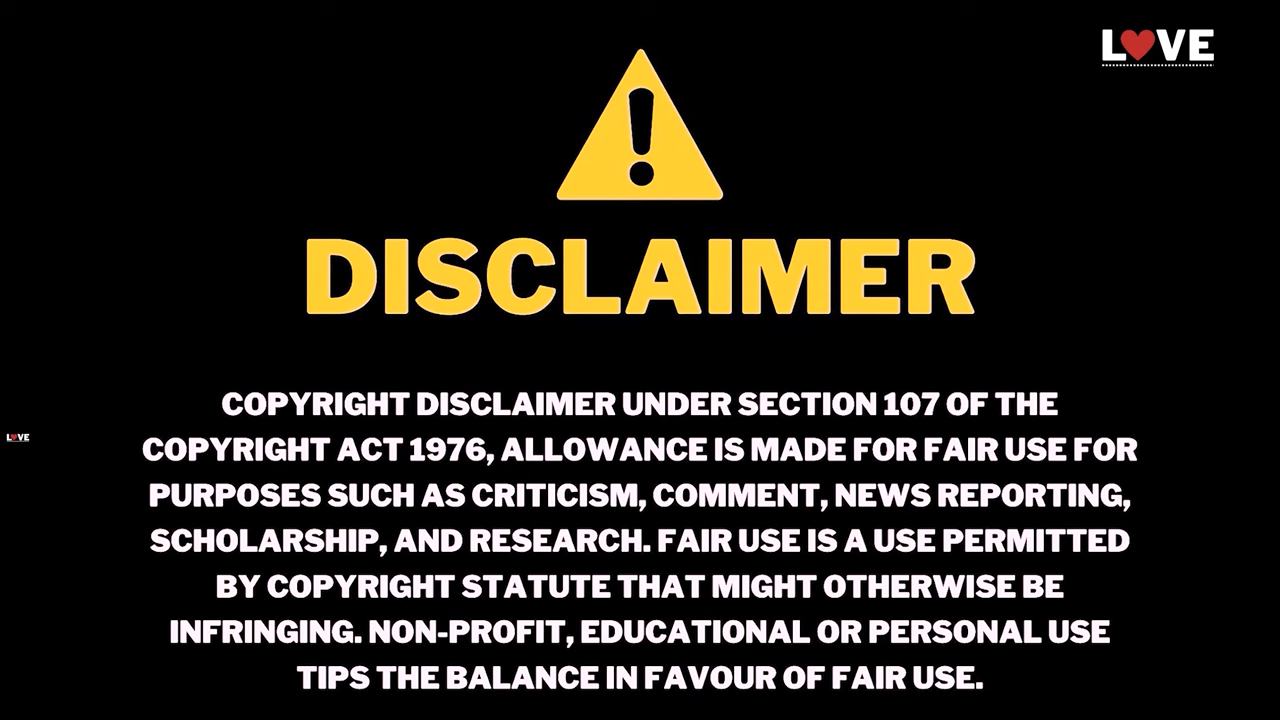 L❤VE
DISCLAIMER
COPYRIGHT DISCLAIMER UNDER SECTION 107 OF THE
COPYRIGHT ACT 1976, ALLOWANCE IS MADE FOR FAIR USE FOR
PURPOSES SUCH AS CRITICISM, COMMENT, NEWS REPORTING,
SCHOLARSHIP, AND RESEARCH. FAIR USE IS A USE PERMITTED
BY COPYRIGHT STATUTE THAT MIGHT OTHERWISE BE
INFRINGING. NON-PROFIT, EDUCATIONAL OR PERSONAL USE
TIPS THE BALANCE IN FAVOUR OF FAIR USE.
L❤VE